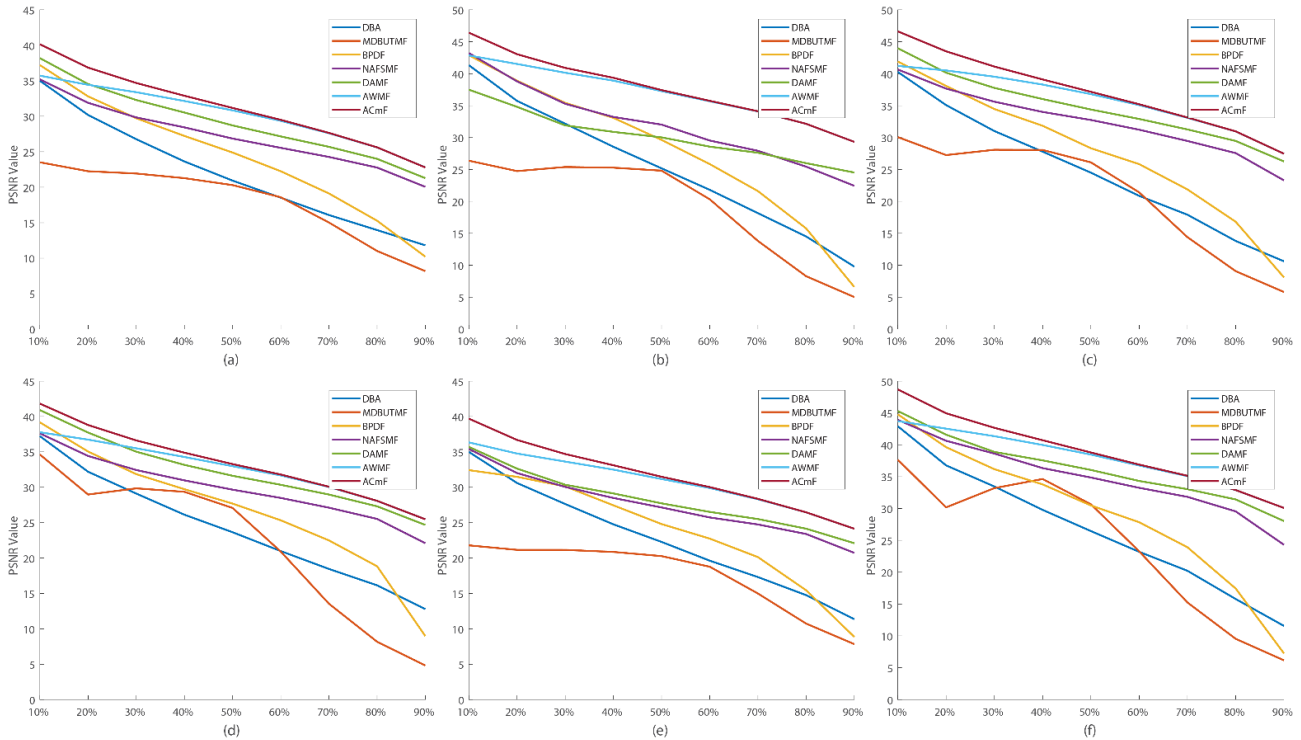 45
40
35
30
25
20
15
10
5
0
PSNR Value
10% 20% 30% 40% 50% 60% 70% 80% 90%
DBA
MDBUTMF
BPDF
NAFSMF
DAMF
AWMF
ACmF
(a)
50
45
40
35
30
25
20
15
10
5
0
10% 20% 30% 40% 50% 60% 70% 80% 90%
DBA
MDBUTMF
BPDF
NAFSMF
DAMF
AWMF
ACmF
(b)
50
45
40
35
30
25
20
15
10
5
0
PSNR Value
10% 20% 30% 40% 50% 60% 70% 80% 90%
DBA
MDBUTMF
BPDF
NAFSMF
DAMF
AWMF
ACmF
(c)
45
40
35
30
25
20
15
10
5
0
PSNR Value
10% 20% 30% 40% 50% 60% 70% 80% 90%
DBA
MDBUTMF
BPDF
NAFSMF
DAMF
AWMF
ACmF
(d)
45
40
35
30
25
20
15
10
5
0
PSNR Value
10% 20% 30% 40% 50% 60% 70% 80% 90%
DBA
MDBUTMF
BPDF
NAFSMF
DAMF
AWMF
ACmF
(e)
50
45
40
35
30
25
20
15
10
5
0
PSNR Value
10% 20% 30% 40% 50% 60% 70% 80% 90%
DBA
MDBUTMF
BPDF
NAFSMF
DAMF
AWMF
ACmF
(f)